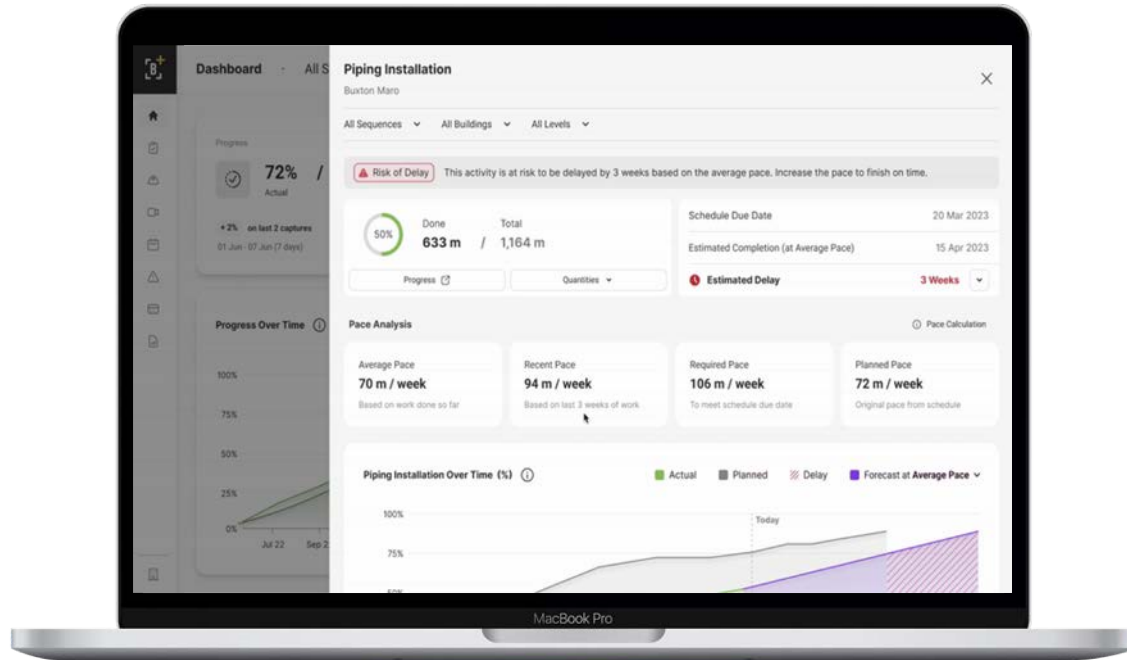 [B]+
Dashboard
All S
Progress
72% /
Actual
+2% on last 2 captures
01 Jun - 07 Jun (7 days)
Progress Over Time
100%
75%
50%
25%
0%
Jul 22 Sep 2
Piping Installation
Buxton Maro
All Sequences All Buildings All Levels
Risk of Delay This activity is at risk to be delayed by 3 weeks based on the average pace. Increase the pace to finish on time.
50%
Done Total
633 m / 1,164 m
Progress Quantities
Schedule Due Date 20 Mar 2023
Estimated Completion (at Average Pace) 15 Apr 2023
Estimated Delay 3 Weeks
Pace Analysis Pace Calculation
Average Pace
70 m / week
Based on work done so far
Recent Pace
94 m / week
Based on last 3 weeks of work
Required Pace
106 m / week
To meet schedule due date
Planned Pace
72 m / week
Original pace from schedule
Piping Installation Over Time (%) Actual Planned Delay Forecast at Average Pace
100%
Today
75%
MacBook Pro